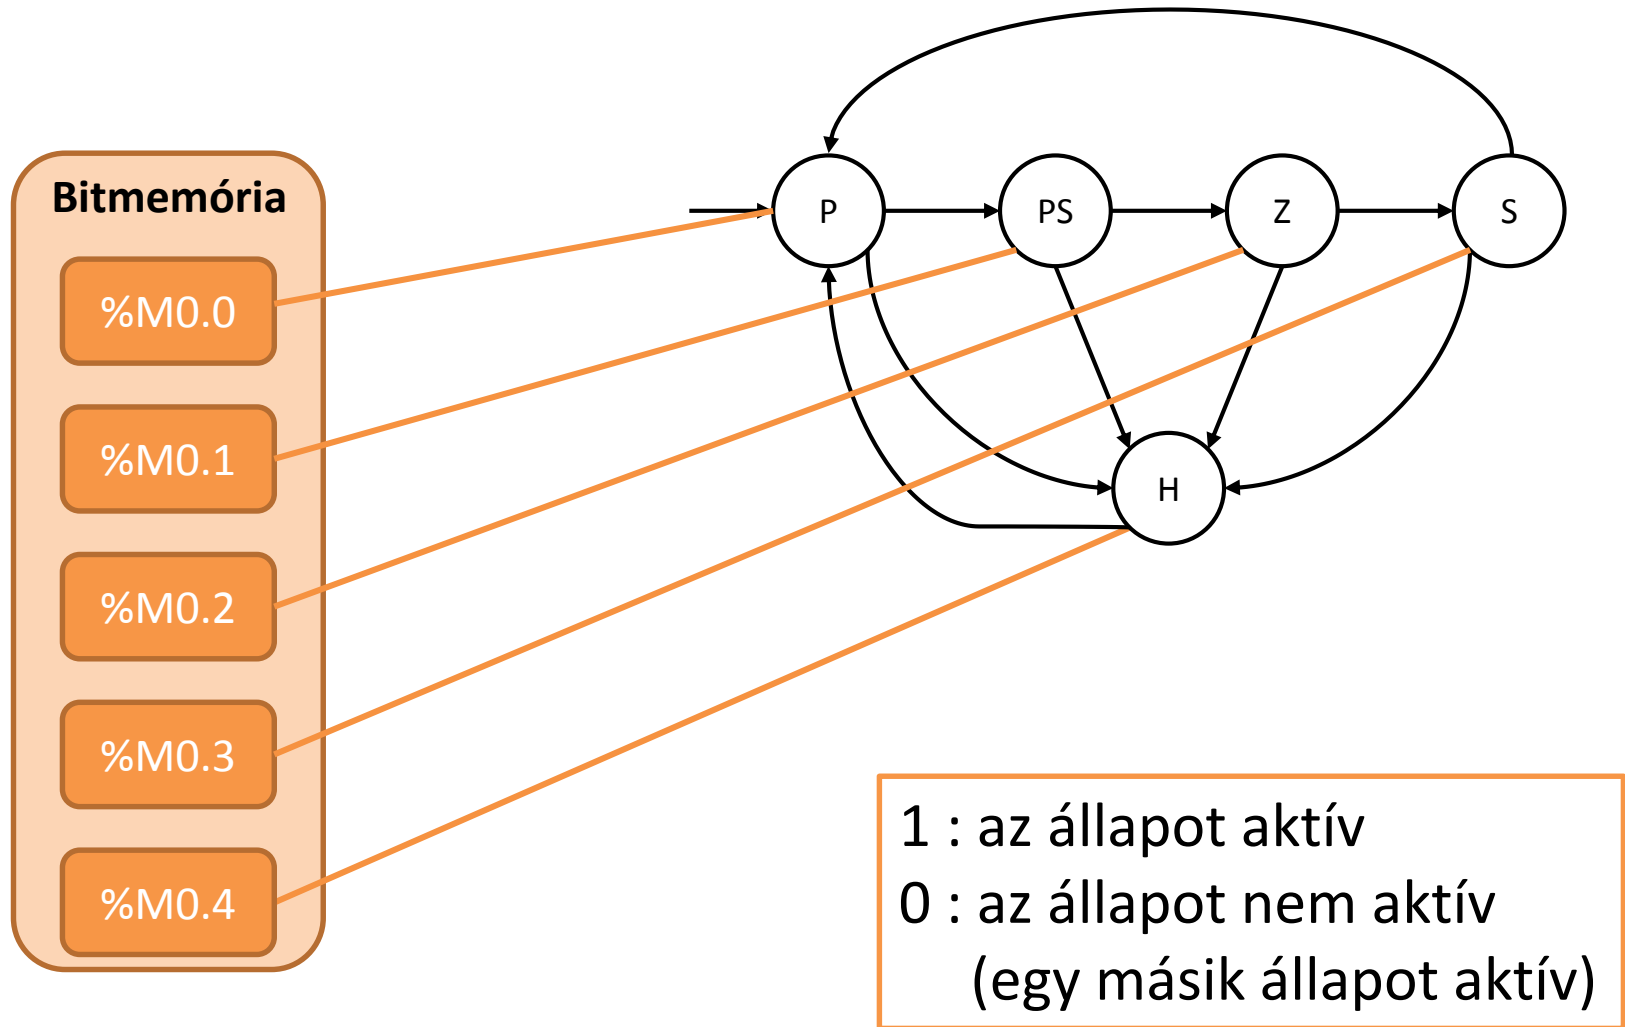 Bitmemória
%M0.0
%M0.1
%M0.2
%M0.3
%M0.4
P
PS
Z
S
H
1 : az állapot aktív
0 : az állapot nem aktív
(egy másik állapot aktív)